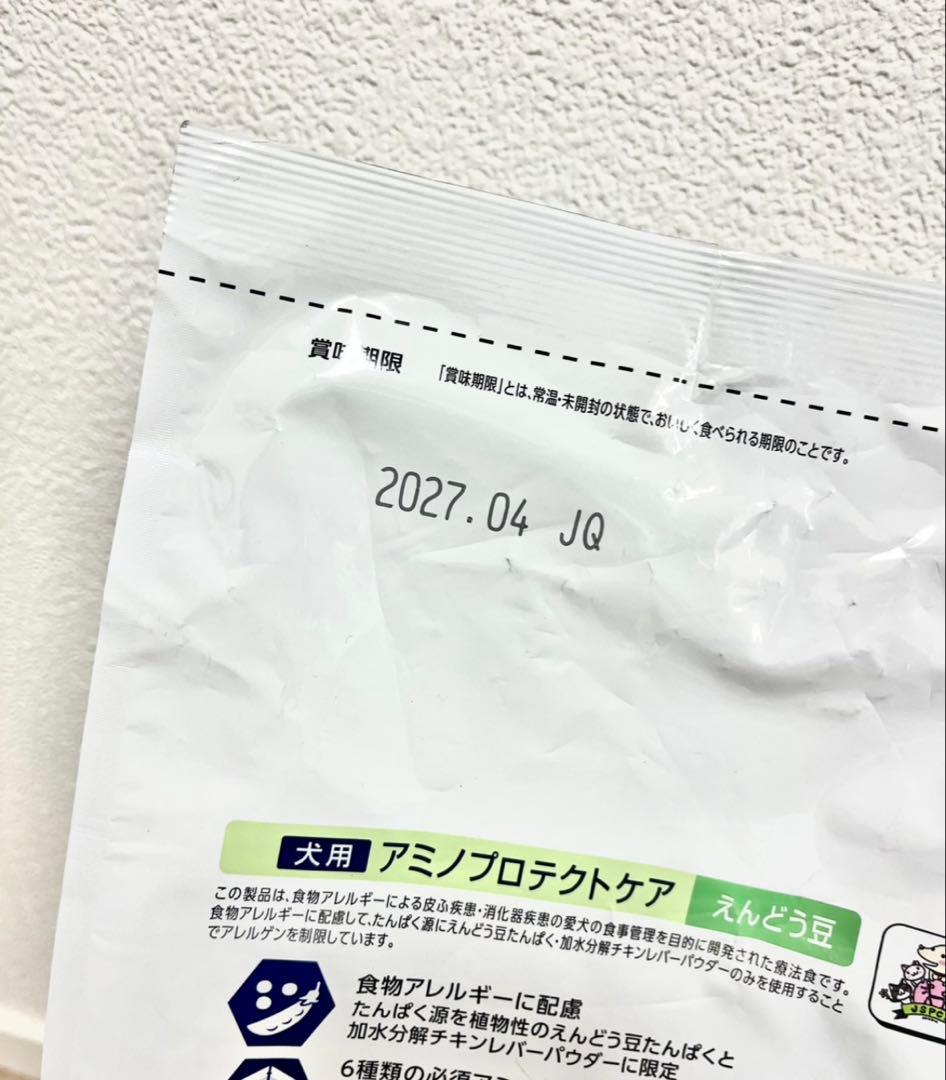 賞味期限 「賞味期限」とは、常温・未開封の状態で、おいしく食べられる期限のことです。
2027.04 JQ
犬用 アミノプロテクトケア えんどう豆
この製品は、食物アレルギーによる皮ふ疾患・消化器疾患の愛犬の食事管理を目的に開発された療法食です。
食物アレルギーに配慮して、たんぱく源にえんどう豆たんぱく・加水分解チキンレバーパウダーのみを使用すること
でアレルゲンを制限しています。
食物アレルギーに配慮
たんぱく源を植物性のえんどう豆たんぱくと
加水分解チキンレバーパウダーに限定
6種類の必須アミ
JSPC